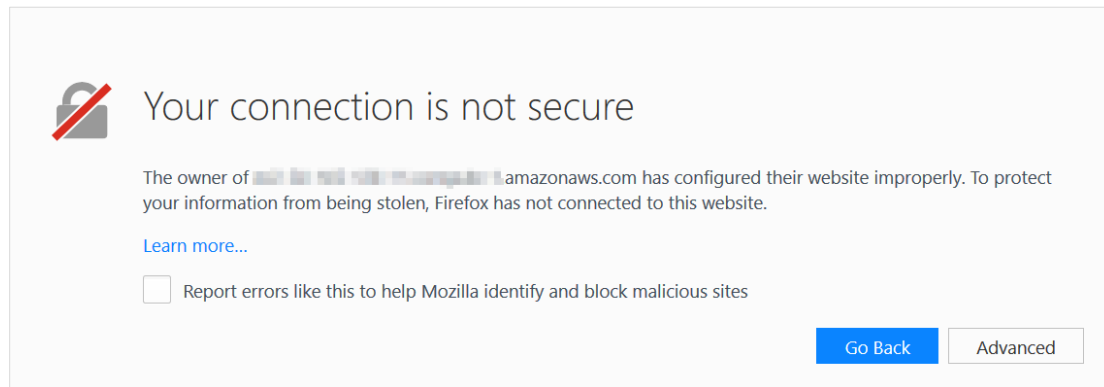 Your connection is not secure
The owner of .amazonaws.com has configured their website improperly. To protect
your information from being stolen, Firefox has not connected to this website.
Learn more...
Report errors like this to help Mozilla identify and block malicious sites
Go Back
Advanced